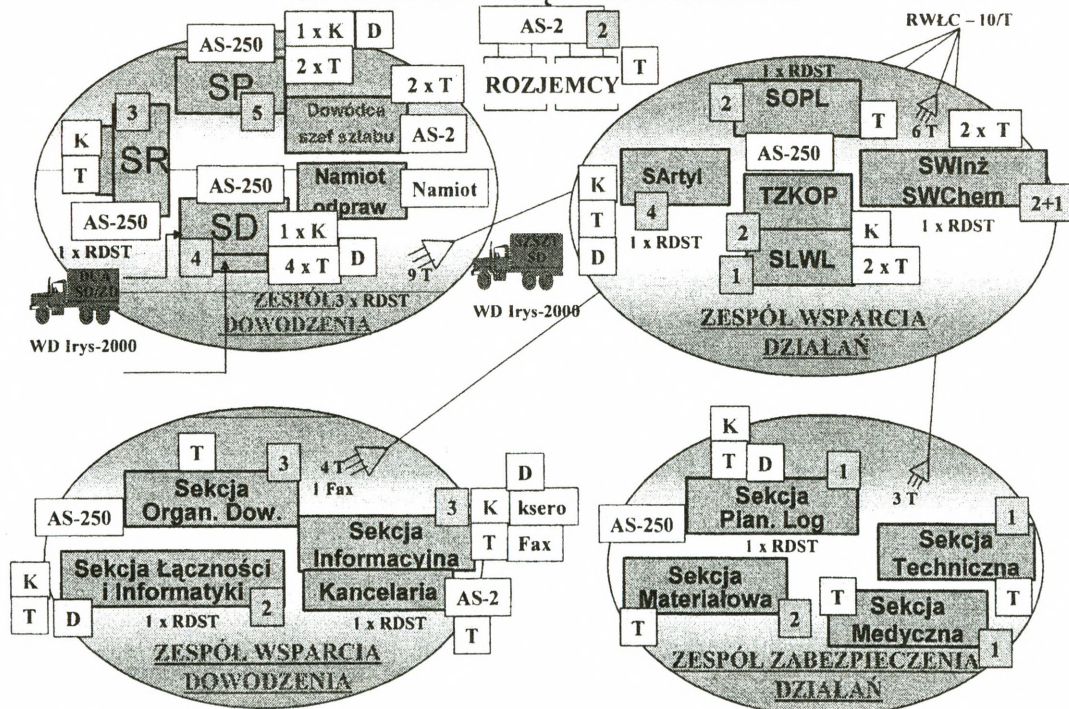 AS-2
2
ROZJEMCY
T
RWŁC – 10/T
AS-250
1 x K
D
SP
2 x T
5
Dowódca
szef sztabu
2 x T
AS-2
3
K
T
SR
AS-250
1 x RDST
AS-250
SD
4
1 x K
4 x T
D
Namiot
odpraw
Namiot
9 T
DCA
SD/ZD
WD Irys-2000
ZESPÓŁ 3 x RDST
DOWODZENIA
SZSZT
SD
WD Irys-2000
1 x RDST
2
SOPL
T
6 T
2 x T
AS-250
K
T
D
SArtyl
4
1 x RDST
TZKOP
2
SLWL
1
K
2 x T
SWInż
SWChem
2+1
1 x RDST
ZESPÓŁ WSPARCIA
DZIAŁAŃ
T
3
AS-250
Sekcja
Organ. Dow.
4 T
1 Fax
3
D
K
ksero
T
Fax
Sekcja
Informacyjna
Kancelaria
AS-2
T
1 x RDST
Sekcja Łączności
i Informatyki
2
K
T
D
1 x RDST
ZESPÓŁ WSPARCIA
DOWODZENIA
K
T
D
1
AS-250
Sekcja
Plan. Log
1 x RDST
3 T
1
Sekcja
Techniczna
T
Sekcja
Materiałowa
T
2
T
Sekcja
Medyczna
1
ZESPÓŁ ZABEZPIECZENIA
DZIAŁAŃ